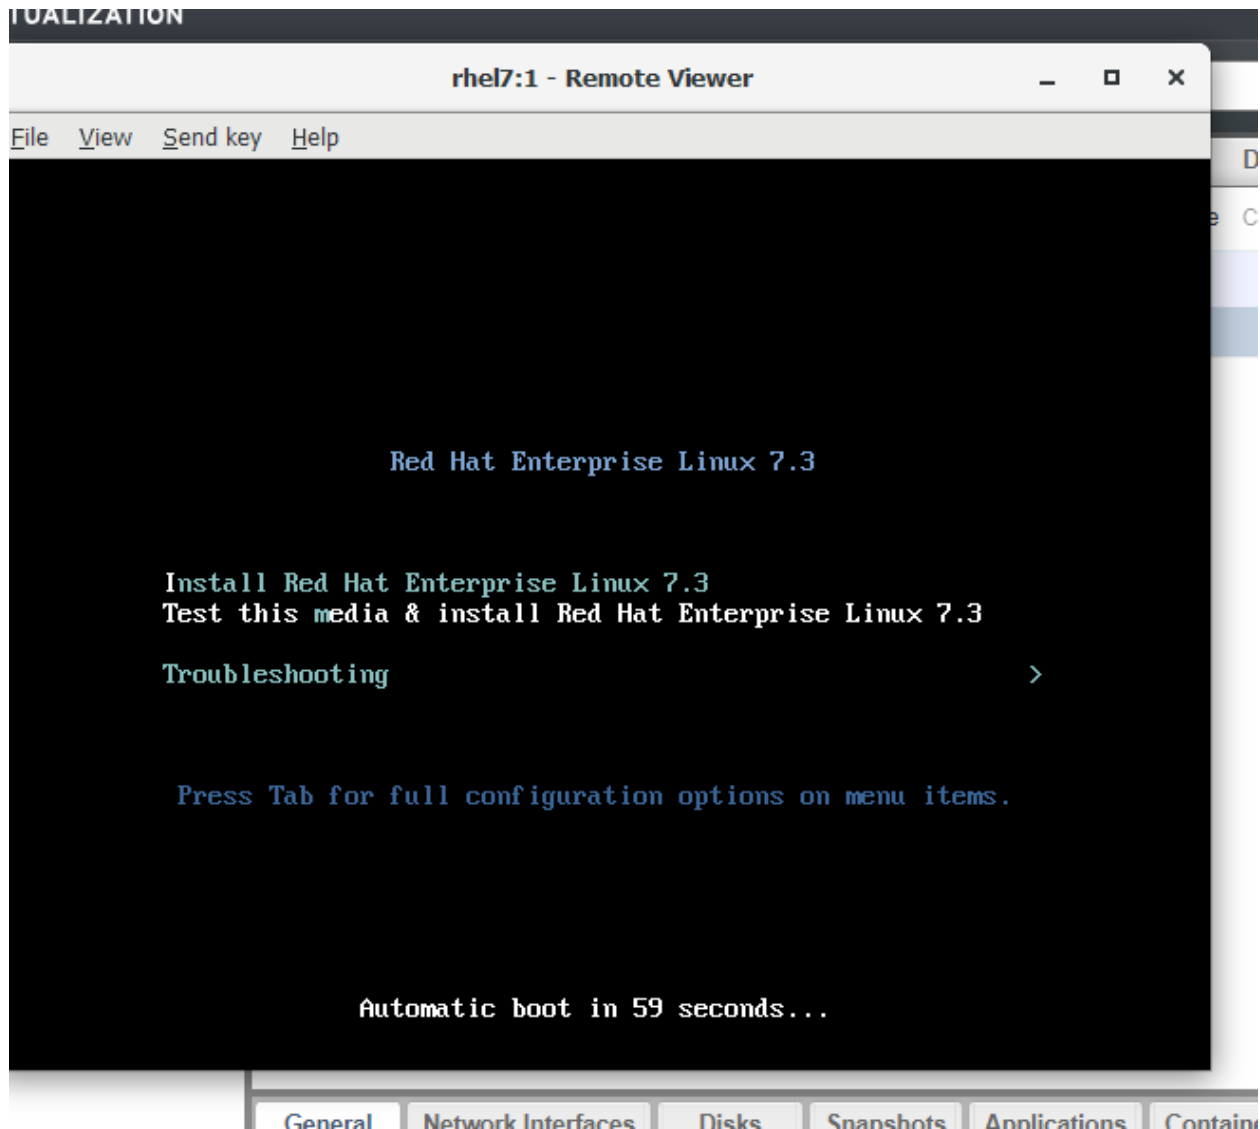 TUALIZATION
rhel7:1 - Remote Viewer
File View Send key Help
D
e C
Red Hat Enterprise Linux 7.3
Install Red Hat Enterprise Linux 7.3
Test this media & install Red Hat Enterprise Linux 7.3
Troubleshooting >
Press Tab for full configuration options on menu items.
Automatic boot in 59 seconds...
General Network Interfaces Disks Snapshots Applications Contain